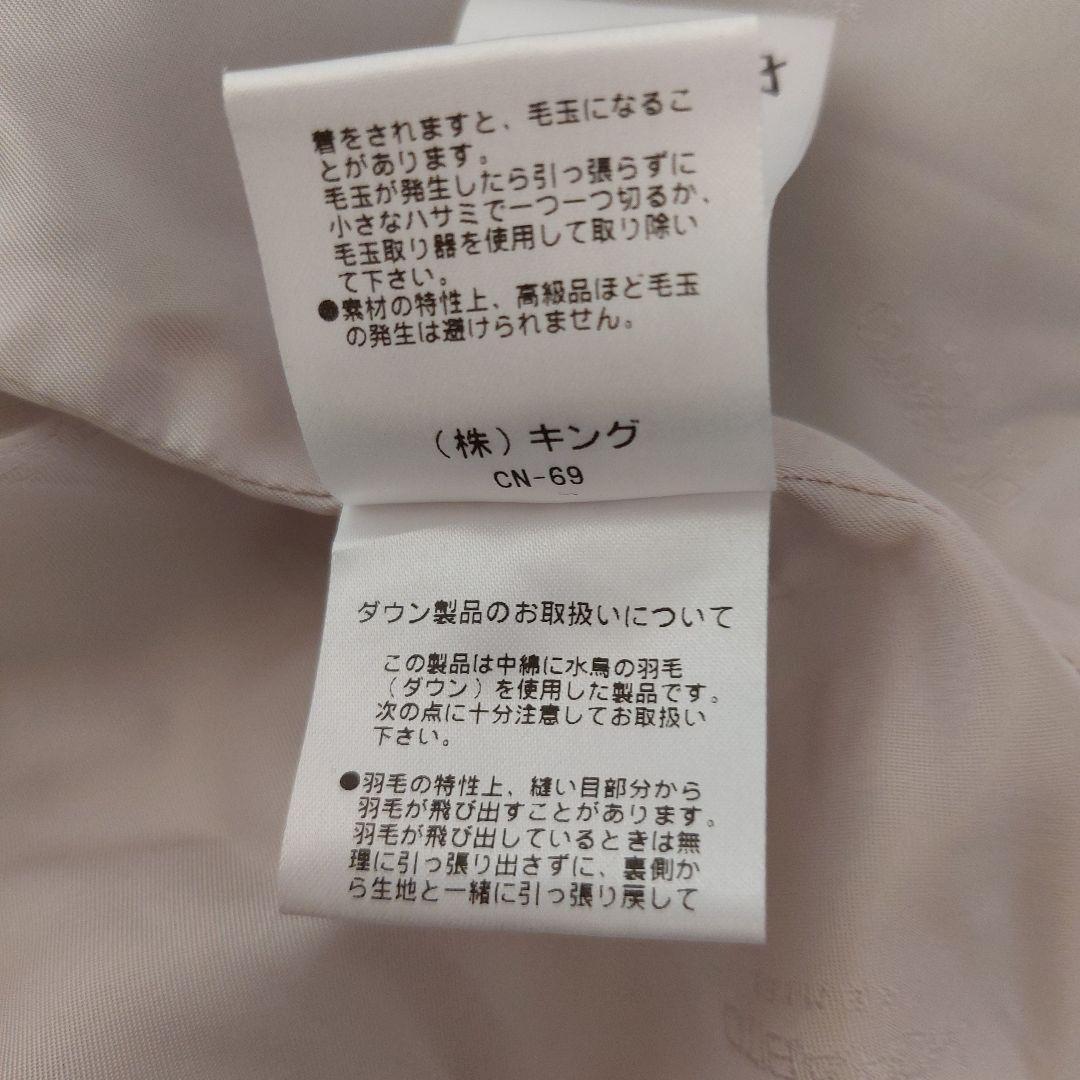 着をされますと、毛玉になるこ
とがあります。
毛玉が発生したら引っ張らずに
小さなハサミで一つ一つ切るか、
毛玉取り器を使用して取り除い
て下さい。
●素材の特性上、高級品ほど毛玉
の発生は避けられません。
(株)キング
CN-69
ダウン製品のお取扱いについて
この製品は中綿に水鳥の羽毛
(ダウン)を使用した製品です。
次の点に十分注意してお取扱い
下さい。
●羽毛の特性上、縫い目部分から
羽毛が飛び出すことがあります。
羽毛が飛び出しているときは無
理に引っ張り出さずに、裏側か
ら生地と一緒に引っ張り戻して